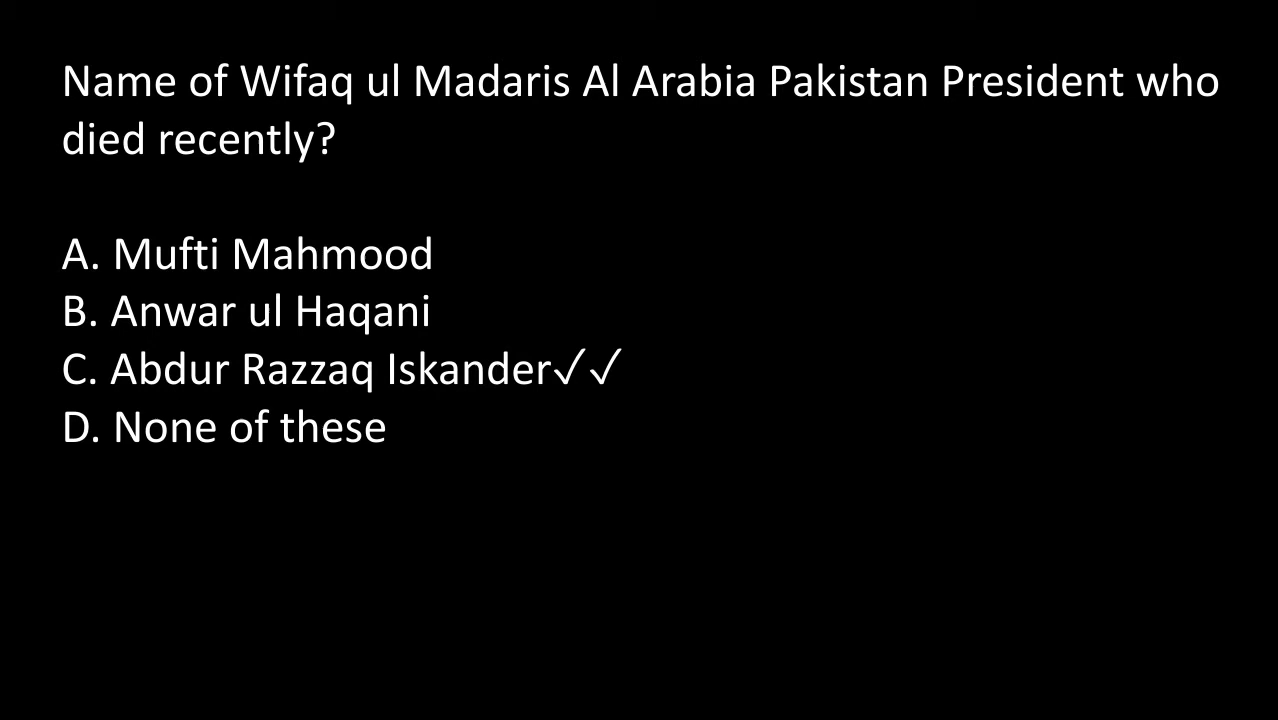 Name of Wifaq ul Madaris Al Arabia Pakistan President who
died recently?
A. Mufti Mahmood
B. Anwar ul Haqani
C. Abdur Razzaq Iskander✓✓
D. None of these